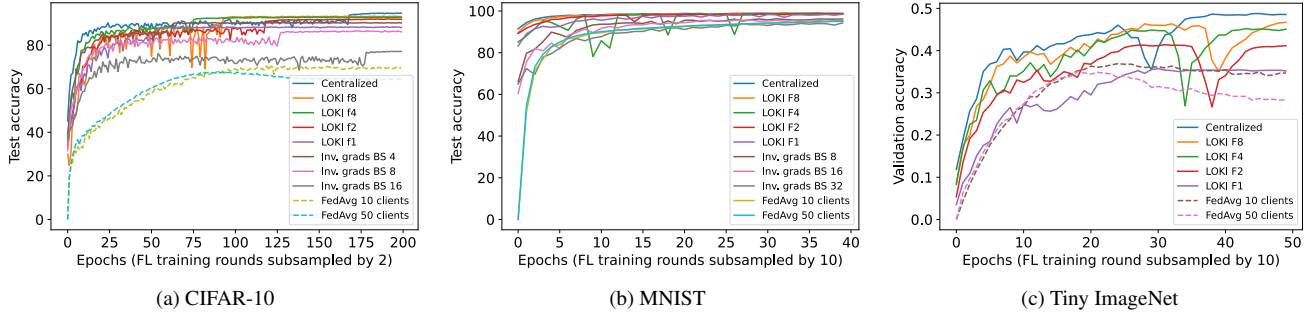 Test accuracy
80
60
40
20
0
Centralized
LOKI f8
LOKI f4
LOKI f2
LOKI f1
Inv. grads BS 4
Inv. grads BS 8
Inv. grads BS 16
FedAvg 10 clients
FedAvg 50 clients
0 25 50 75 100 125 150 175 200
Epochs (FL training rounds subsampled by 2)
(a) CIFAR-10
Test accuracy
100
80
60
40
20
0
Centralized
LOKI F8
LOKI F4
LOKI F2
LOKI F1
Inv. grads BS 8
Inv. grads BS 16
Inv. grads BS 32
FedAvg 10 clients
FedAvg 50 clients
0 5 10 15 20 25 30 35 40
Epochs (FL training rounds subsampled by 10)
(b) MNIST
Validation accuracy
0.5
0.4
0.3
0.2
0.1
0.0
Centralized
LOKI F8
LOKI F4
LOKI F2
LOKI F1
FedAvg 10 clients
FedAvg 50 clients
0 10 20 30 40 50
Epochs (FL training rounds subsampled by 10)
(c) Tiny ImageNet